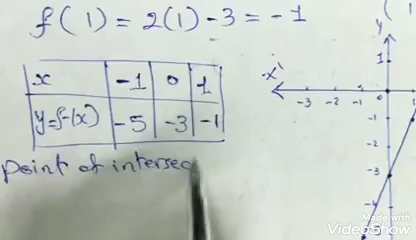 f(1) = 2(1) - 3 = -1
x -1 0 1
y=f(x) -5 -3 -1
point of intersec
y
1
x'
-3 -2 -1 0
-1
-2
-3
Made with
VideoShow